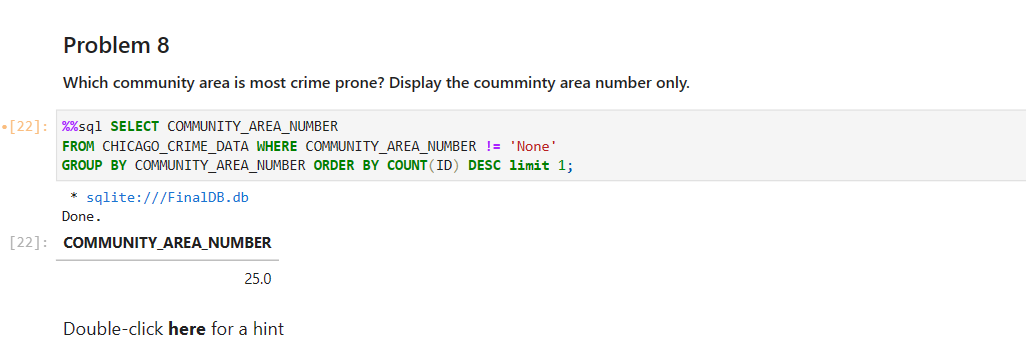 Problem 8
Which community area is most crime prone? Display the coumminty area number only.
•[22]: %%sql SELECT COMMUNITY_AREA_NUMBER
FROM CHICAGO_CRIME_DATA WHERE COMMUNITY_AREA_NUMBER != 'None'
GROUP BY COMMUNITY_AREA_NUMBER ORDER BY COUNT(ID) DESC limit 1;
* sqlite:///FinalDB.db
Done.
[22]: COMMUNITY_AREA_NUMBER
25.0
Double-click here for a hint